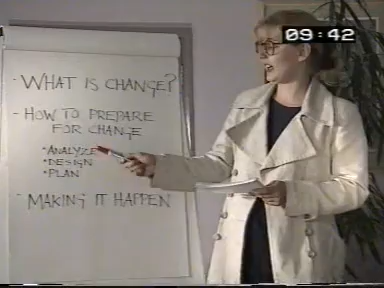 09:42
- WHAT IS CHANGE?
- HOW TO PREPARE
FOR CHANGE
• ANALYZE
• DESIGN
• PLAN
- MAKING IT HAPPEN